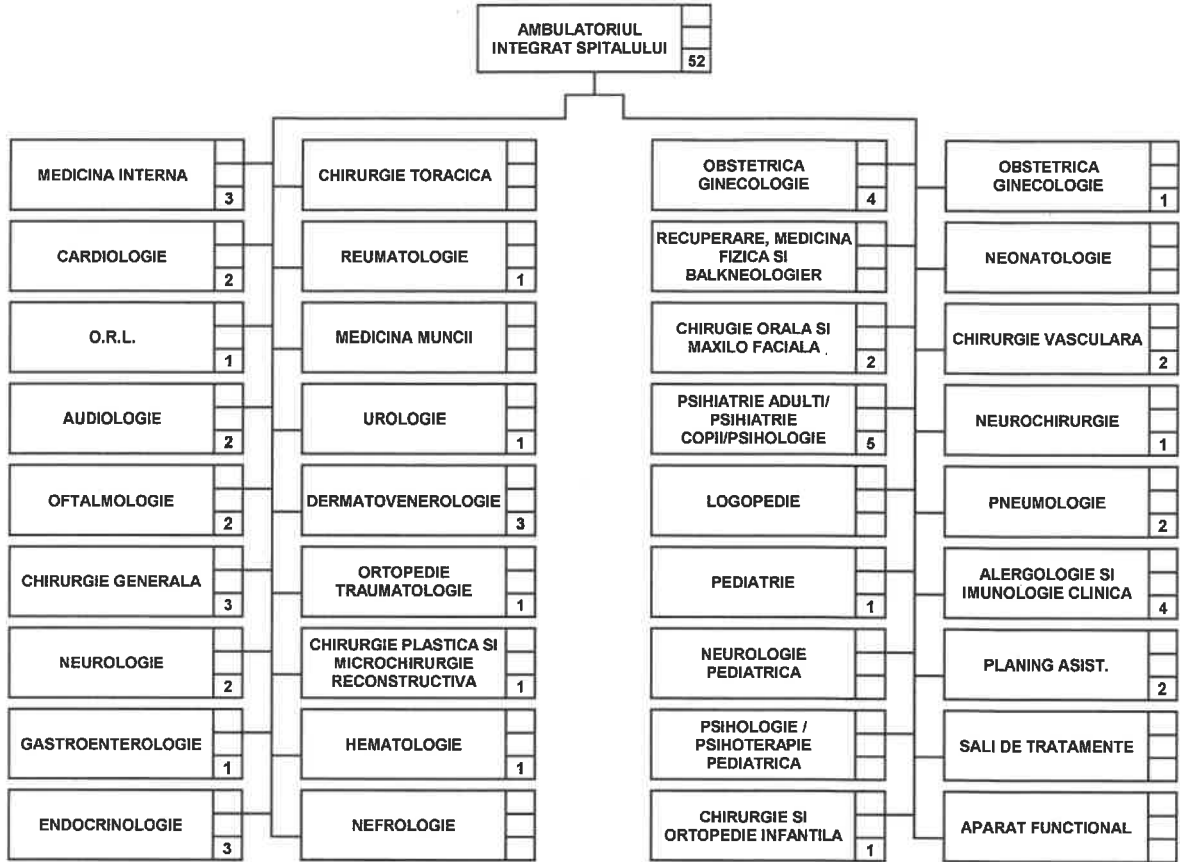 AMBULATORIUL
INTEGRAT SPITALULUI
52
MEDICINA INTERNA
3
CHIRURGIE TORACICA
OBSTETRICA
GINECOLOGIE
4
OBSTETRICA
GINECOLOGIE
1
CARDIOLOGIE
2
REUMATOLOGIE
1
RECUPERARE, MEDICINA
FIZICA SI
BALKNEOLOGIER
NEONATOLOGIE
O.R.L.
1
MEDICINA MUNCII
CHIRUGIE ORALA SI
MAXILO FACIALA
2
CHIRURGIE VASCULARA
2
AUDIOLOGIE
2
UROLOGIE
1
PSIHIATRIE ADULTI/
PSIHIATRIE
COPII/PSIHOLOGIE
5
NEUROCHIRURGIE
1
OFTALMOLOGIE
2
DERMATOVENEROLOGIE
3
LOGOPEDIE
PNEUMOLOGIE
2
CHIRURGIE GENERALA
3
ORTOPEDIE
TRAUMATOLOGIE
1
PEDIATRIE
1
ALERGOLOGIE SI
IMUNOLOGIE CLINICA
4
NEUROLOGIE
2
CHIRURGIE PLASTICA SI
MICROCHIRURGIE
RECONSTRUCTIVA
1
NEUROLOGIE
PEDIATRICA
PLANING ASIST.
2
GASTROENTEROLOGIE
1
HEMATOLOGIE
1
PSIHOLOGIE /
PSIHOTERAPIE
PEDIATRICA
SALI DE TRATAMENTE
ENDOCRINOLOGIE
3
NEFROLOGIE
CHIRURGIE SI
ORTOPEDIE INFANTILA
1
APARAT FUNCTIONAL